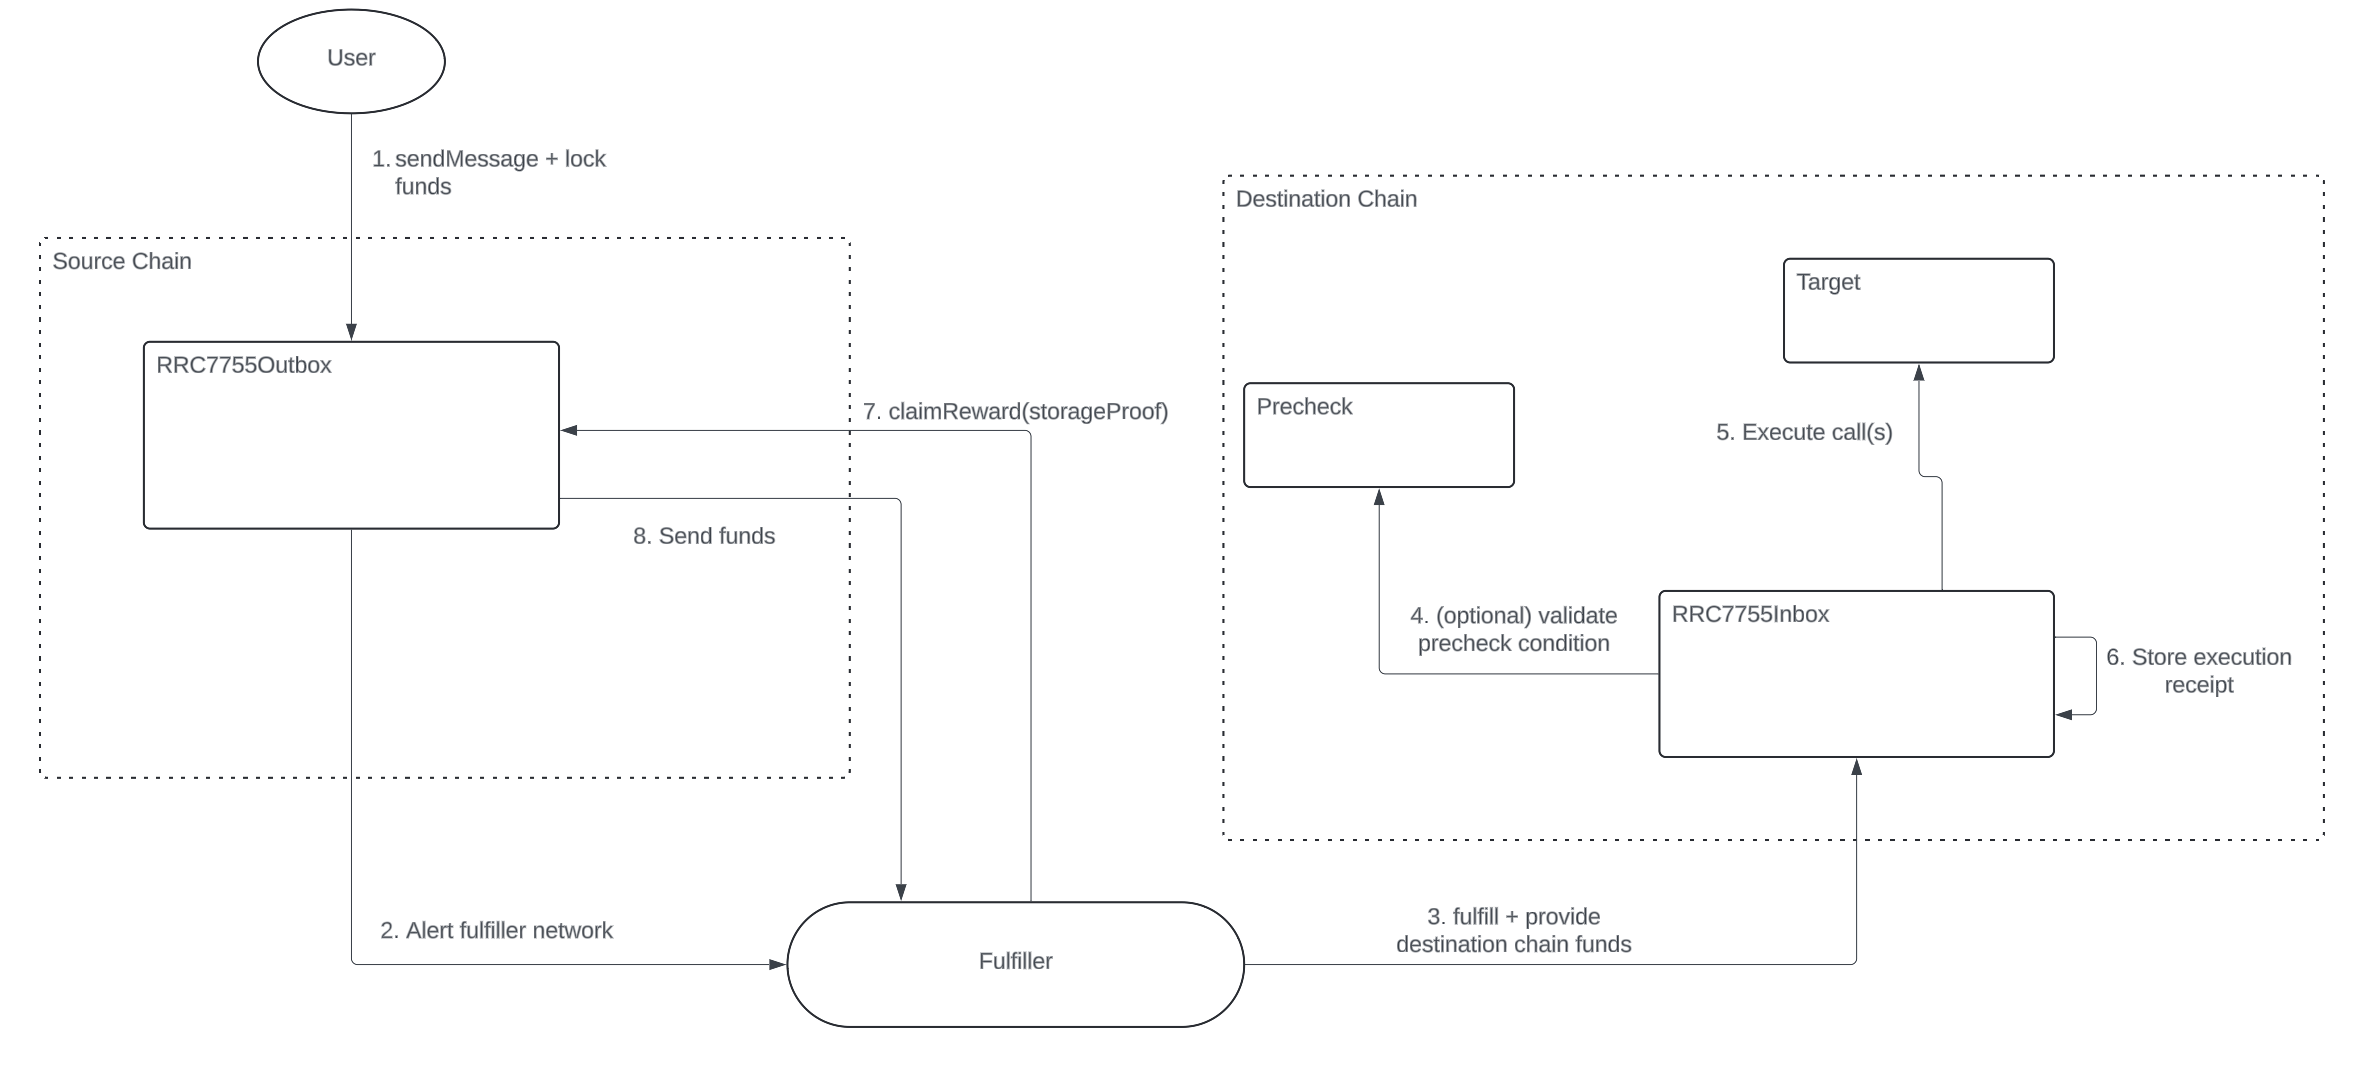 User
1. sendMessage + lock
funds
Source Chain
RRC7755Outbox
7. claimReward(storageProof)
8. Send funds
2. Alert fulfiller network
Fulfiller
3. fulfill + provide
destination chain funds
Destination Chain
Target
Precheck
5. Execute call(s)
4. (optional) validate
precheck condition
RRC7755Inbox
6. Store execution
receipt